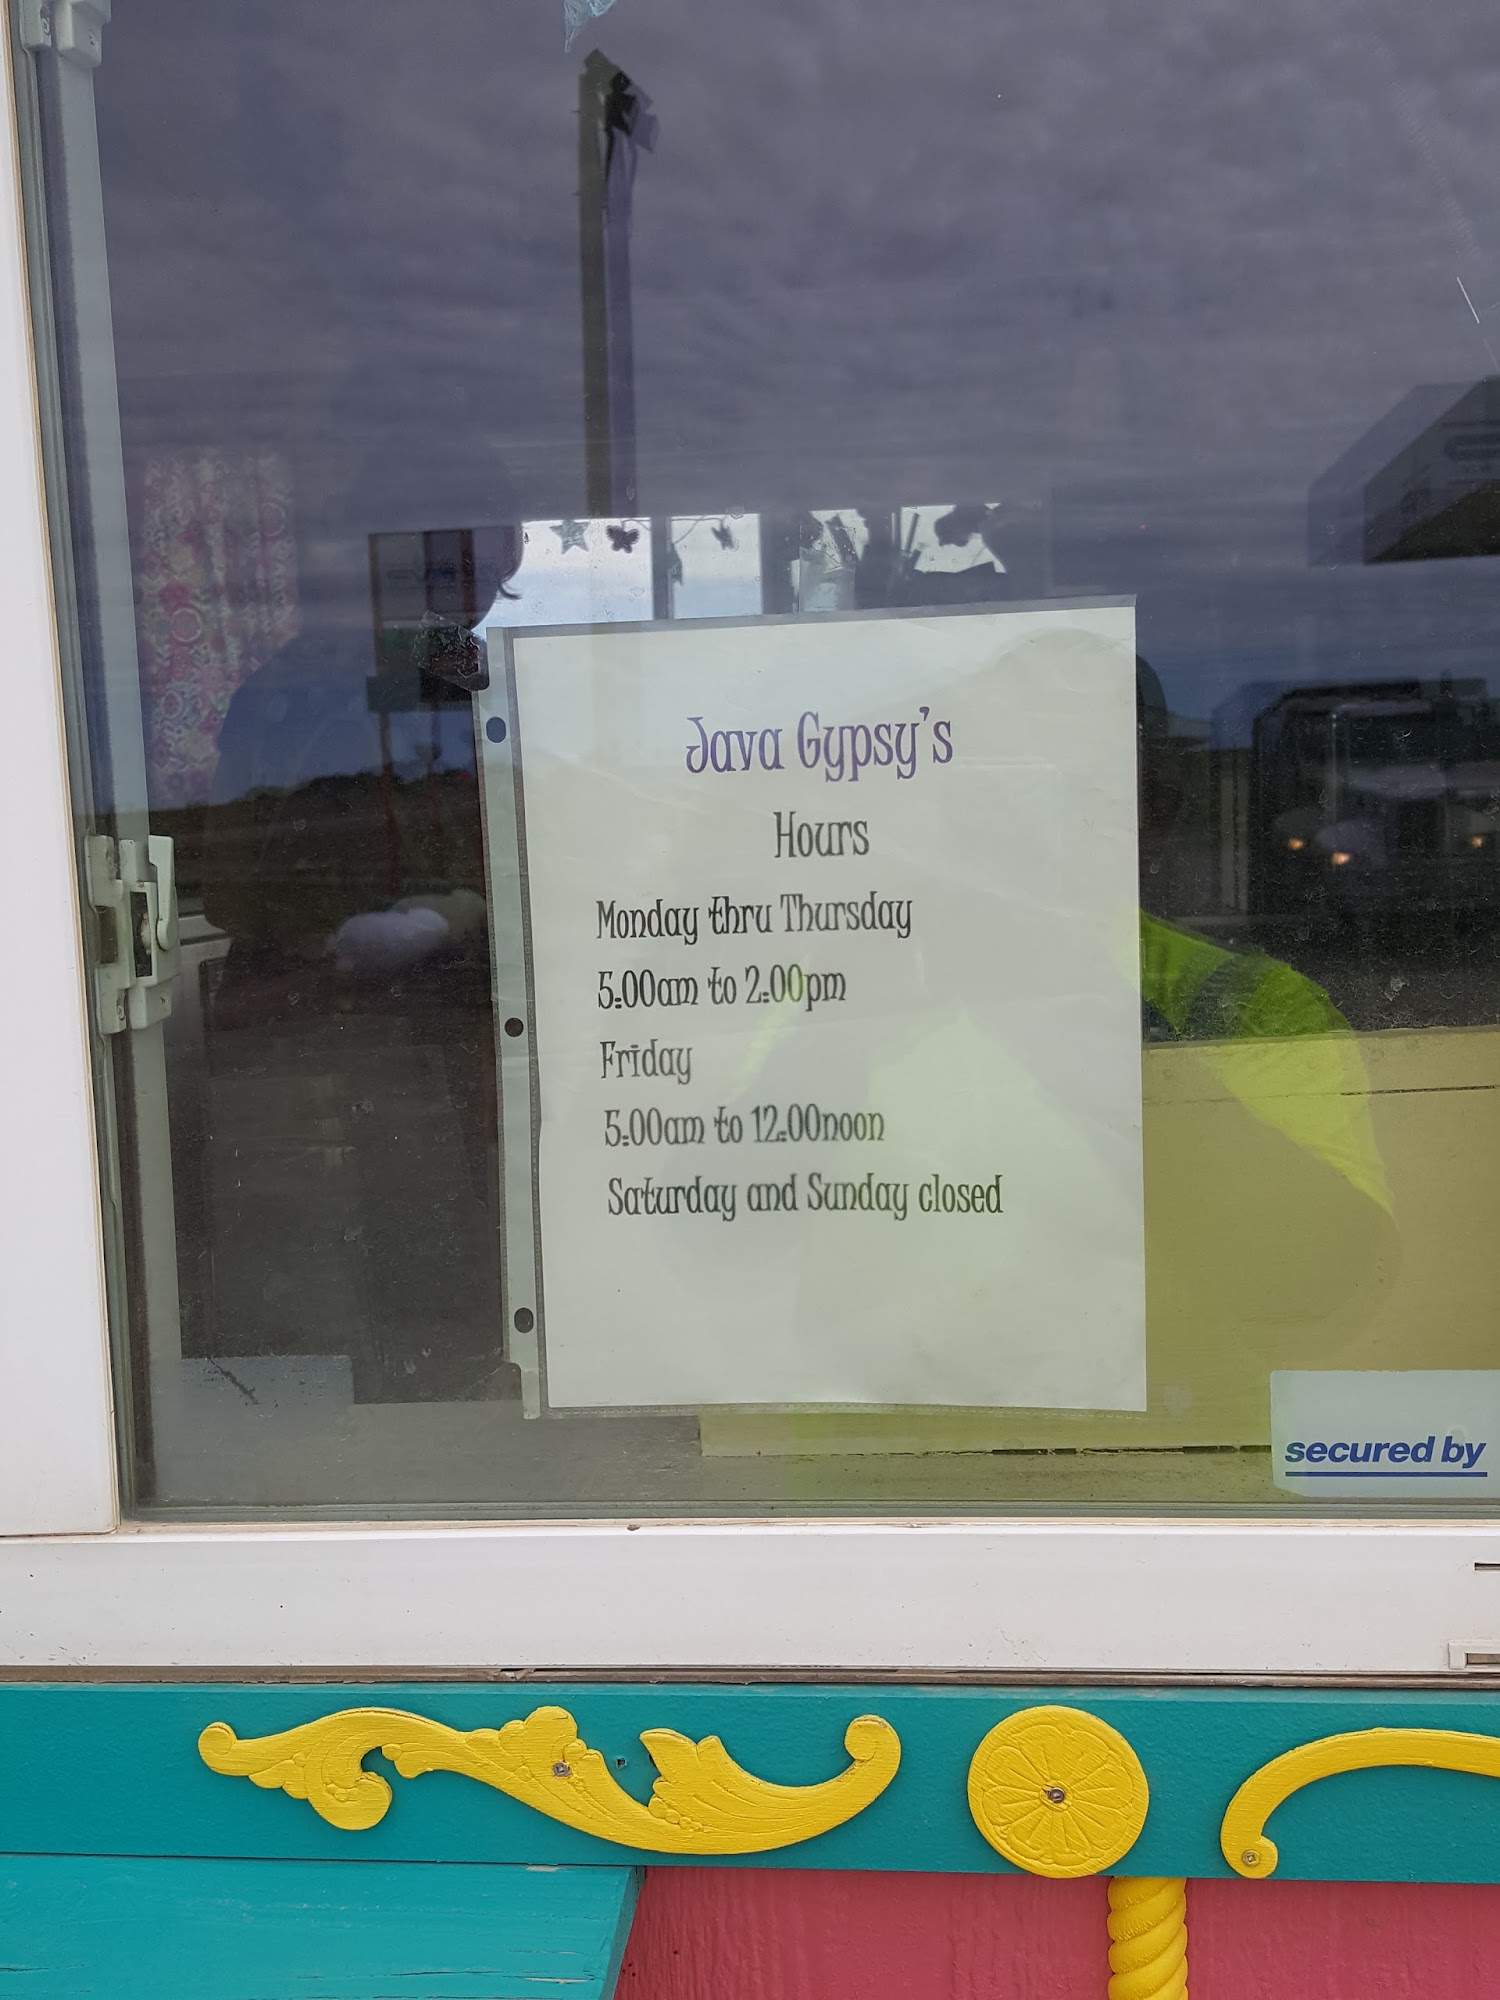 Java Gypsy's
Hours
Monday thru Thursday
5:00am to 2:00pm
Friday
5:00am to 12:00noon
Saturday and Sunday closed
secured by